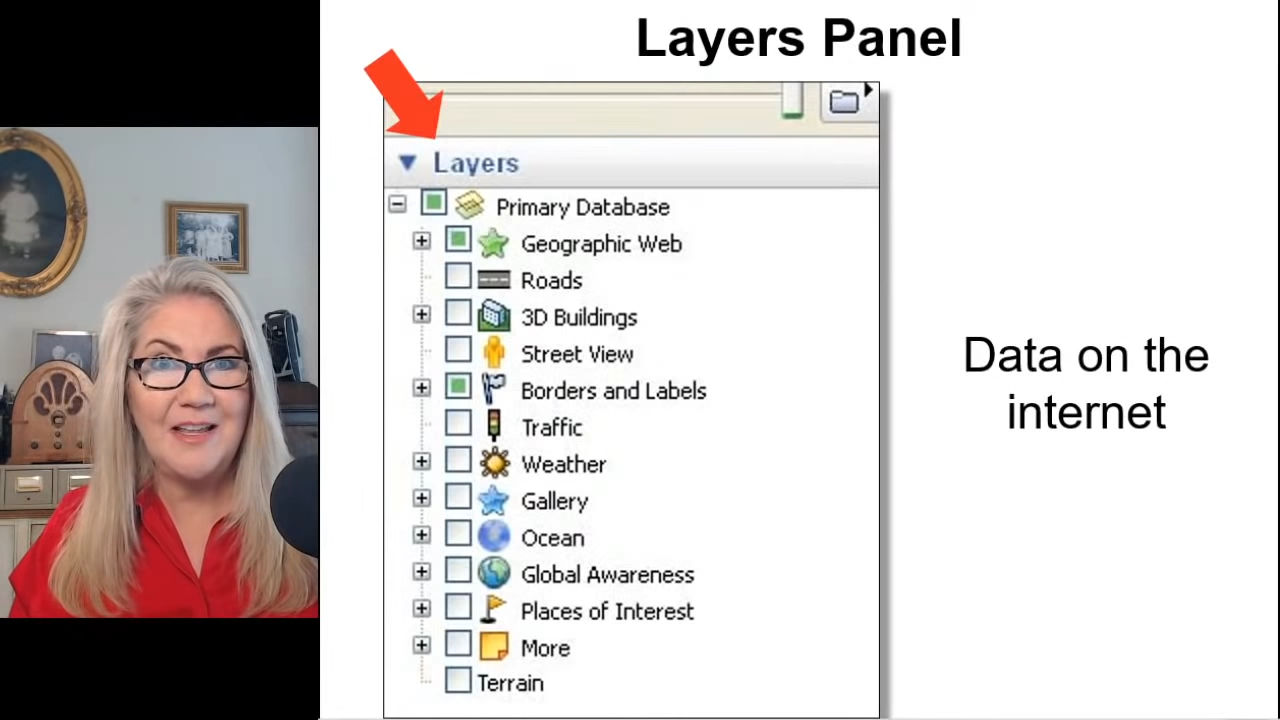 Layers Panel
Layers
Primary Database
Geographic Web
Roads
3D Buildings
Street View
Borders and Labels
Traffic
Weather
Gallery
Ocean
Global Awareness
Places of Interest
More
Terrain
Data on the
internet